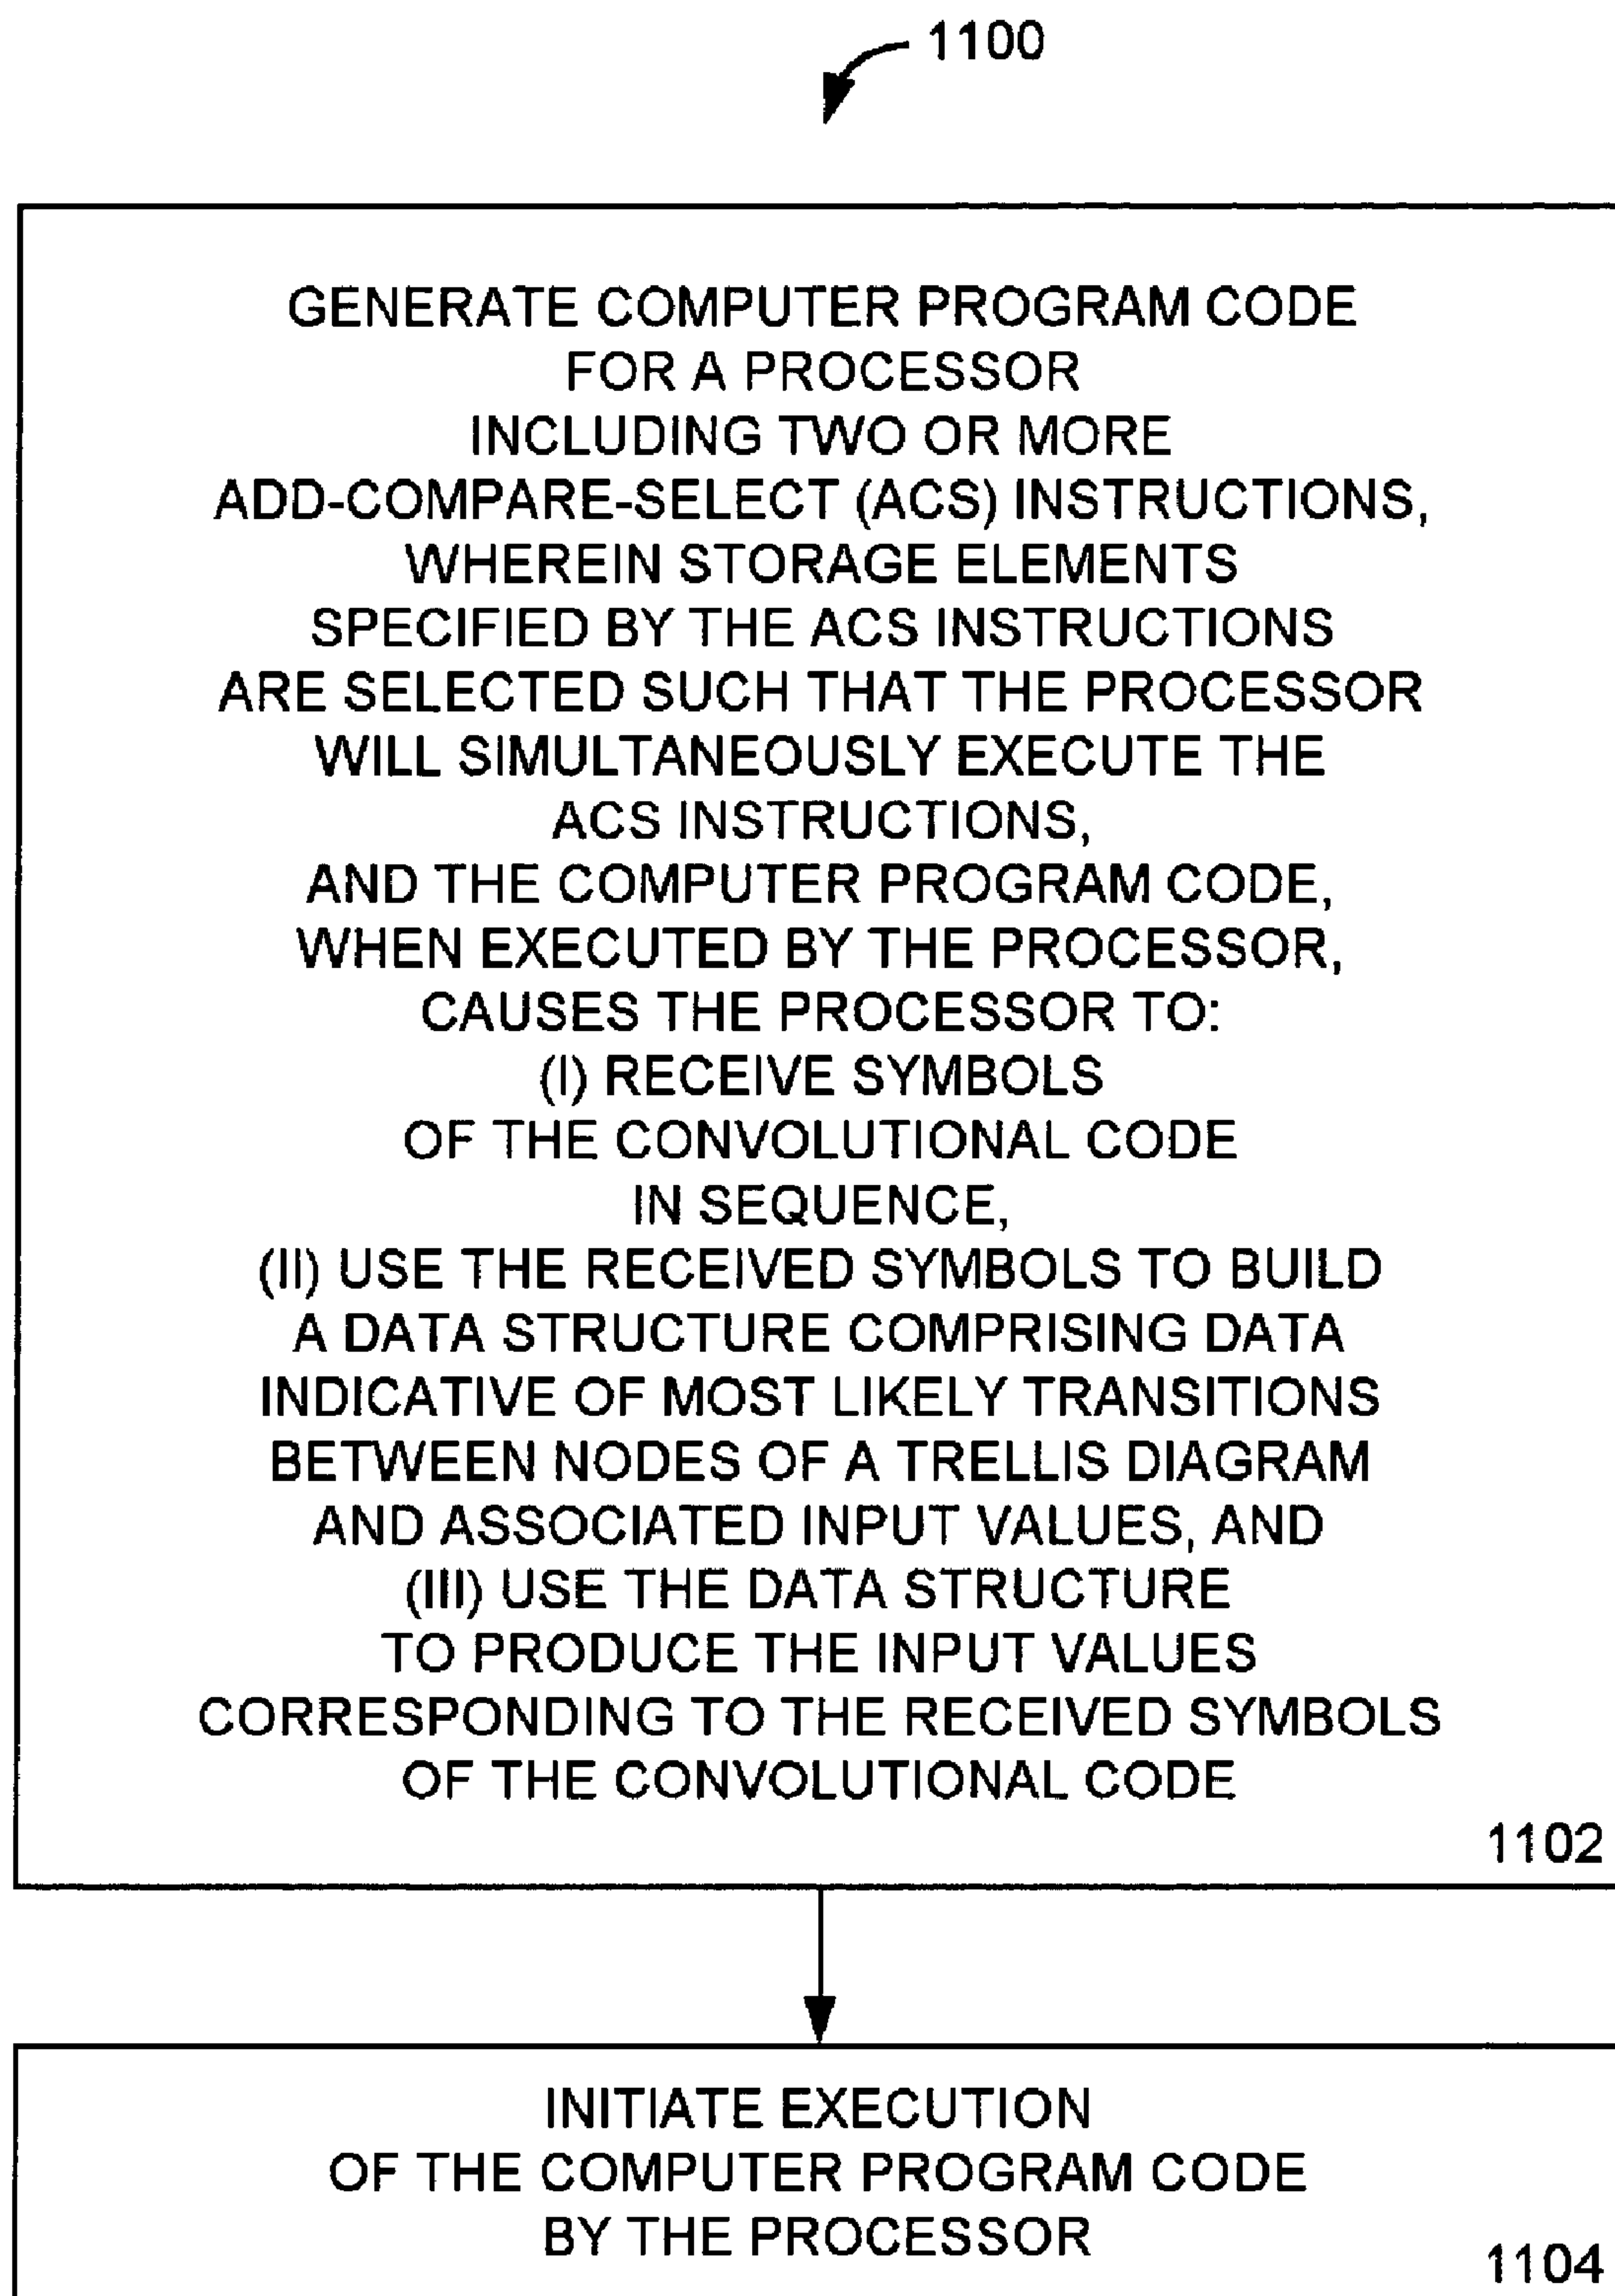 1100
GENERATE COMPUTER PROGRAM CODE
FOR A PROCESSOR
INCLUDING TWO OR MORE
ADD-COMPARE-SELECT (ACS) INSTRUCTIONS,
WHEREIN STORAGE ELEMENTS
SPECIFIED BY THE ACS INSTRUCTIONS
ARE SELECTED SUCH THAT THE PROCESSOR
WILL SIMULTANEOUSLY EXECUTE THE
ACS INSTRUCTIONS,
AND THE COMPUTER PROGRAM CODE,
WHEN EXECUTED BY THE PROCESSOR,
CAUSES THE PROCESSOR TO:
(I) RECEIVE SYMBOLS
OF THE CONVOLUTIONAL CODE
IN SEQUENCE,
(II) USE THE RECEIVED SYMBOLS TO BUILD
A DATA STRUCTURE COMPRISING DATA
INDICATIVE OF MOST LIKELY TRANSITIONS
BETWEEN NODES OF A TRELLIS DIAGRAM
AND ASSOCIATED INPUT VALUES, AND
(III) USE THE DATA STRUCTURE
TO PRODUCE THE INPUT VALUES
CORRESPONDING TO THE RECEIVED SYMBOLS
OF THE CONVOLUTIONAL CODE
1102
INITIATE EXECUTION
OF THE COMPUTER PROGRAM CODE
BY THE PROCESSOR
1104